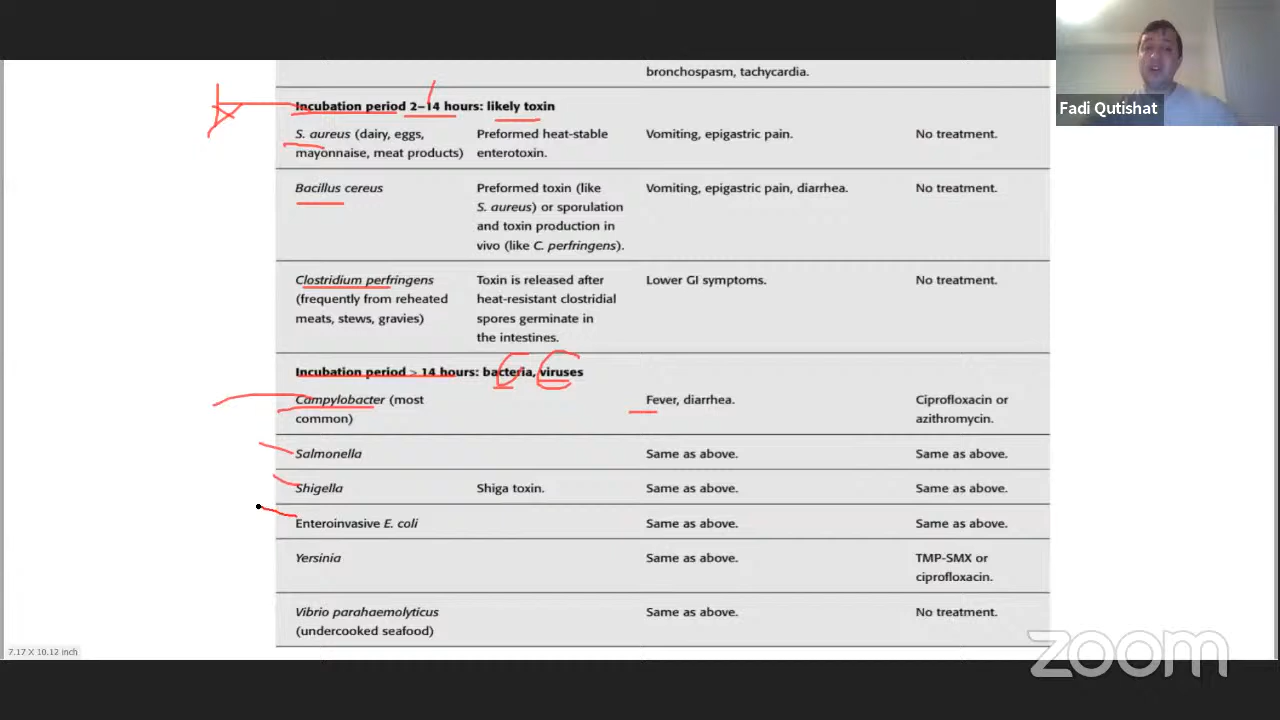 Fadi Qutishat
bronchospasm, tachycardia.
Incubation period 2–14 hours: likely toxin
S. aureus (dairy, eggs, mayonnaise, meat products)
Preformed heat-stable enterotoxin.
Vomiting, epigastric pain.
No treatment.
Bacillus cereus
Preformed toxin (like S. aureus) or sporulation and toxin production in vivo (like C. perfringens).
Vomiting, epigastric pain, diarrhea.
No treatment.
Clostridium perfringens (frequently from reheated meats, stews, gravies)
Toxin is released after heat-resistant clostridial spores germinate in the intestines.
Lower GI symptoms.
No treatment.
Incubation period > 14 hours: bacteria, viruses
Campylobacter (most common)
Fever, diarrhea.
Ciprofloxacin or azithromycin.
Salmonella
Same as above.
Same as above.
Shigella
Shiga toxin.
Same as above.
Same as above.
Enteroinvasive E. coli
Same as above.
Same as above.
Yersinia
Same as above.
TMP-SMX or ciprofloxacin.
Vibrio parahaemolyticus (undercooked seafood)
Same as above.
No treatment.
7.17 X 10.12 inch
zoom